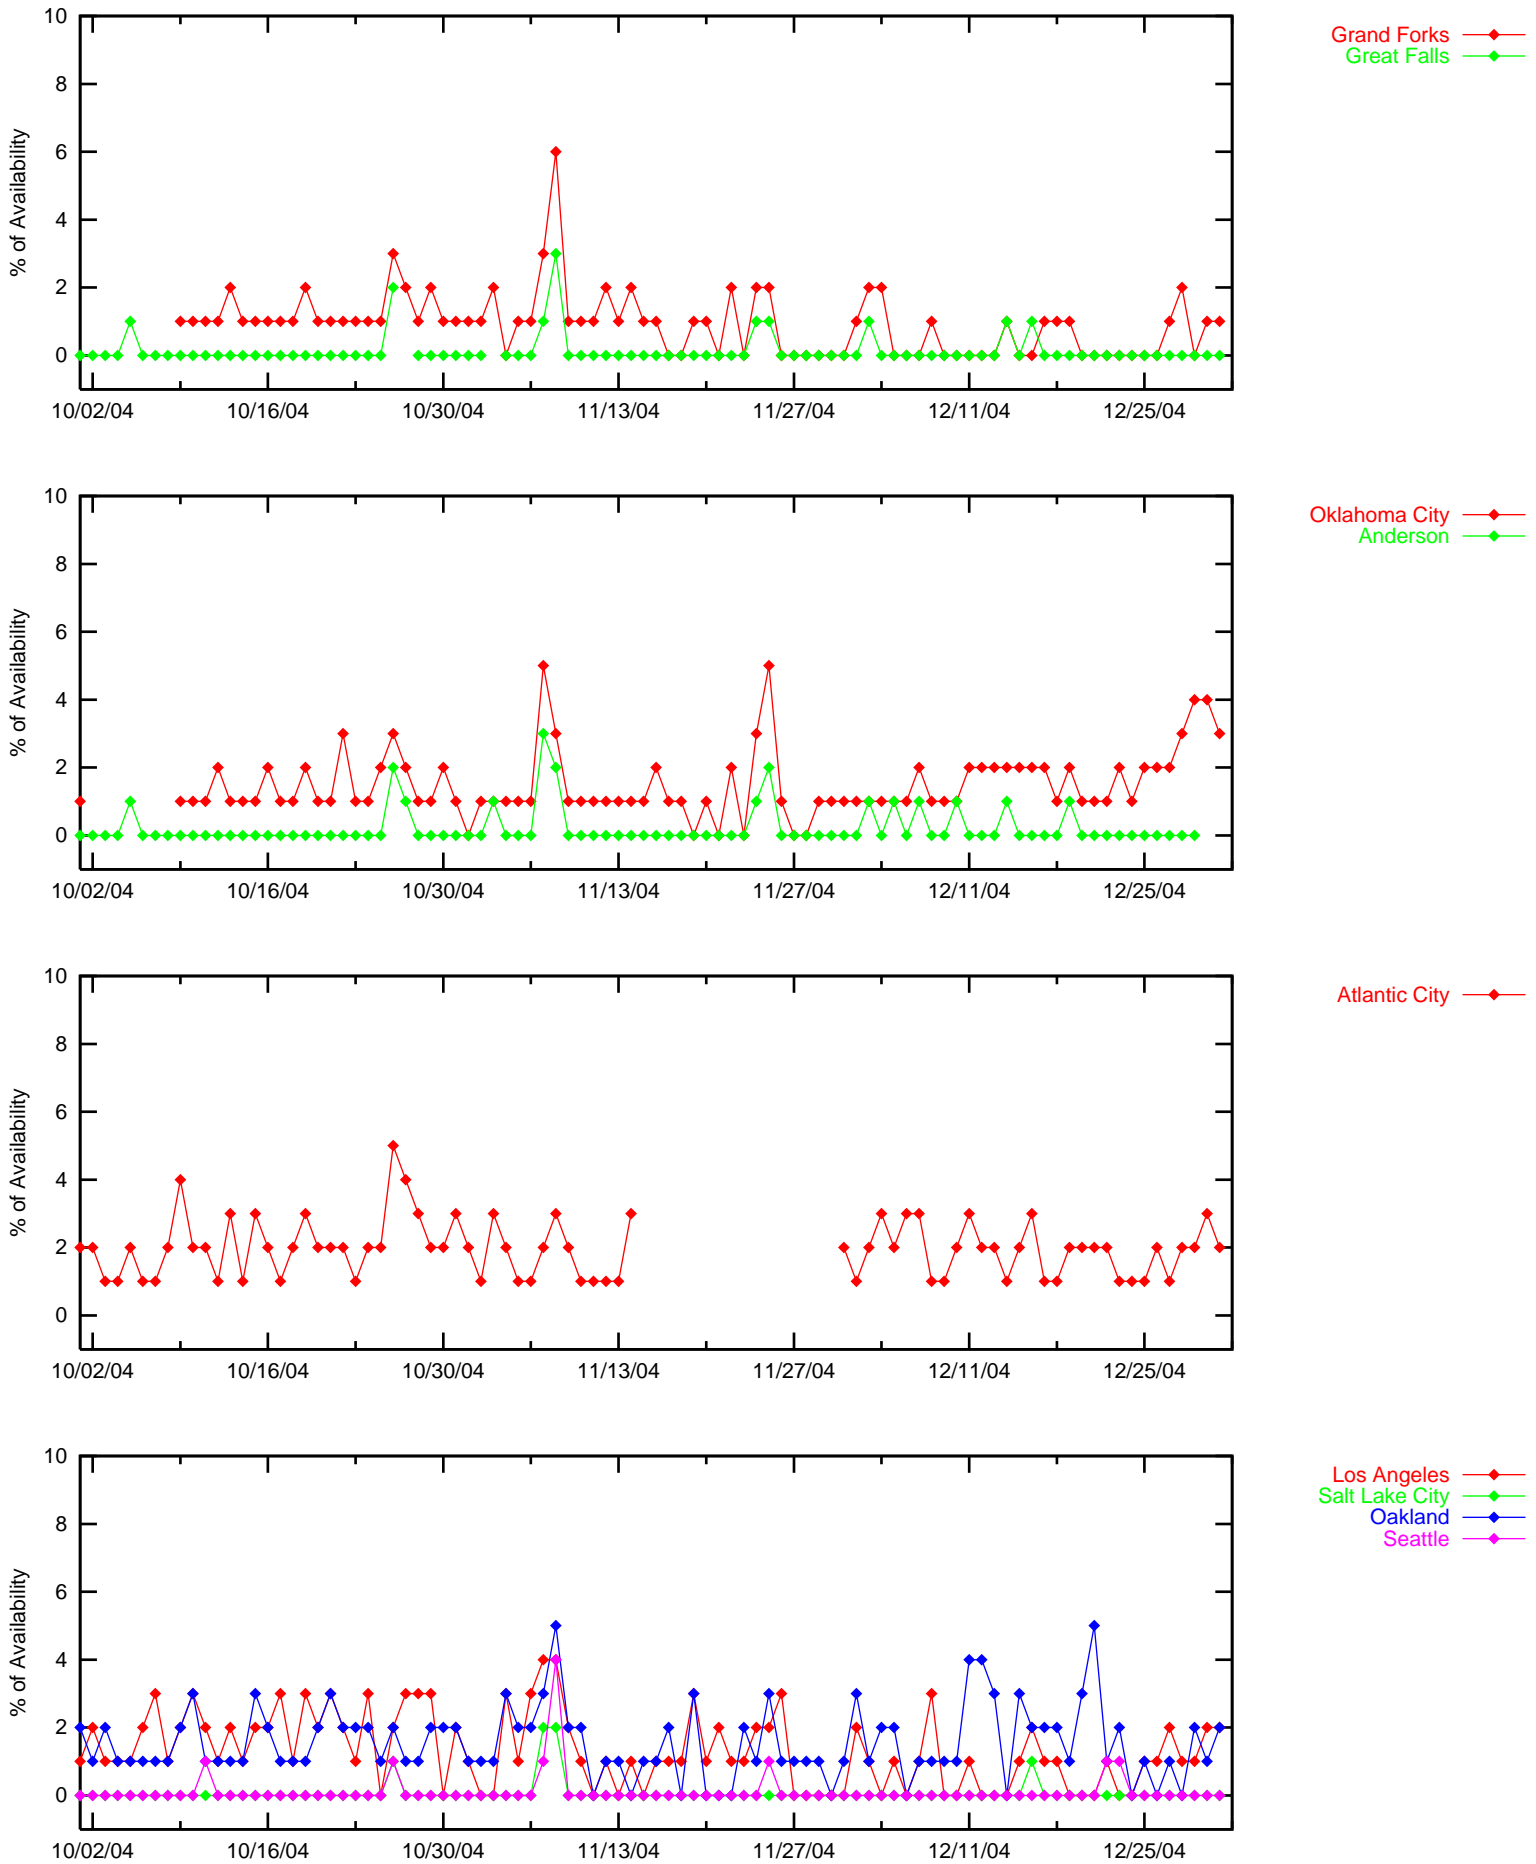 10
8
6
4
2
0
% of Availability
10/02/04 10/16/04 10/30/04 11/13/04 11/27/04 12/11/04 12/25/04
Grand Forks
Great Falls
10
8
6
4
2
0
% of Availability
10/02/04 10/16/04 10/30/04 11/13/04 11/27/04 12/11/04 12/25/04
Oklahoma City
Anderson
10
8
6
4
2
0
% of Availability
10/02/04 10/16/04 10/30/04 11/13/04 11/27/04 12/11/04 12/25/04
Atlantic City
10
8
6
4
2
0
% of Availability
10/02/04 10/16/04 10/30/04 11/13/04 11/27/04 12/11/04 12/25/04
Los Angeles
Salt Lake City
Oakland
Seattle